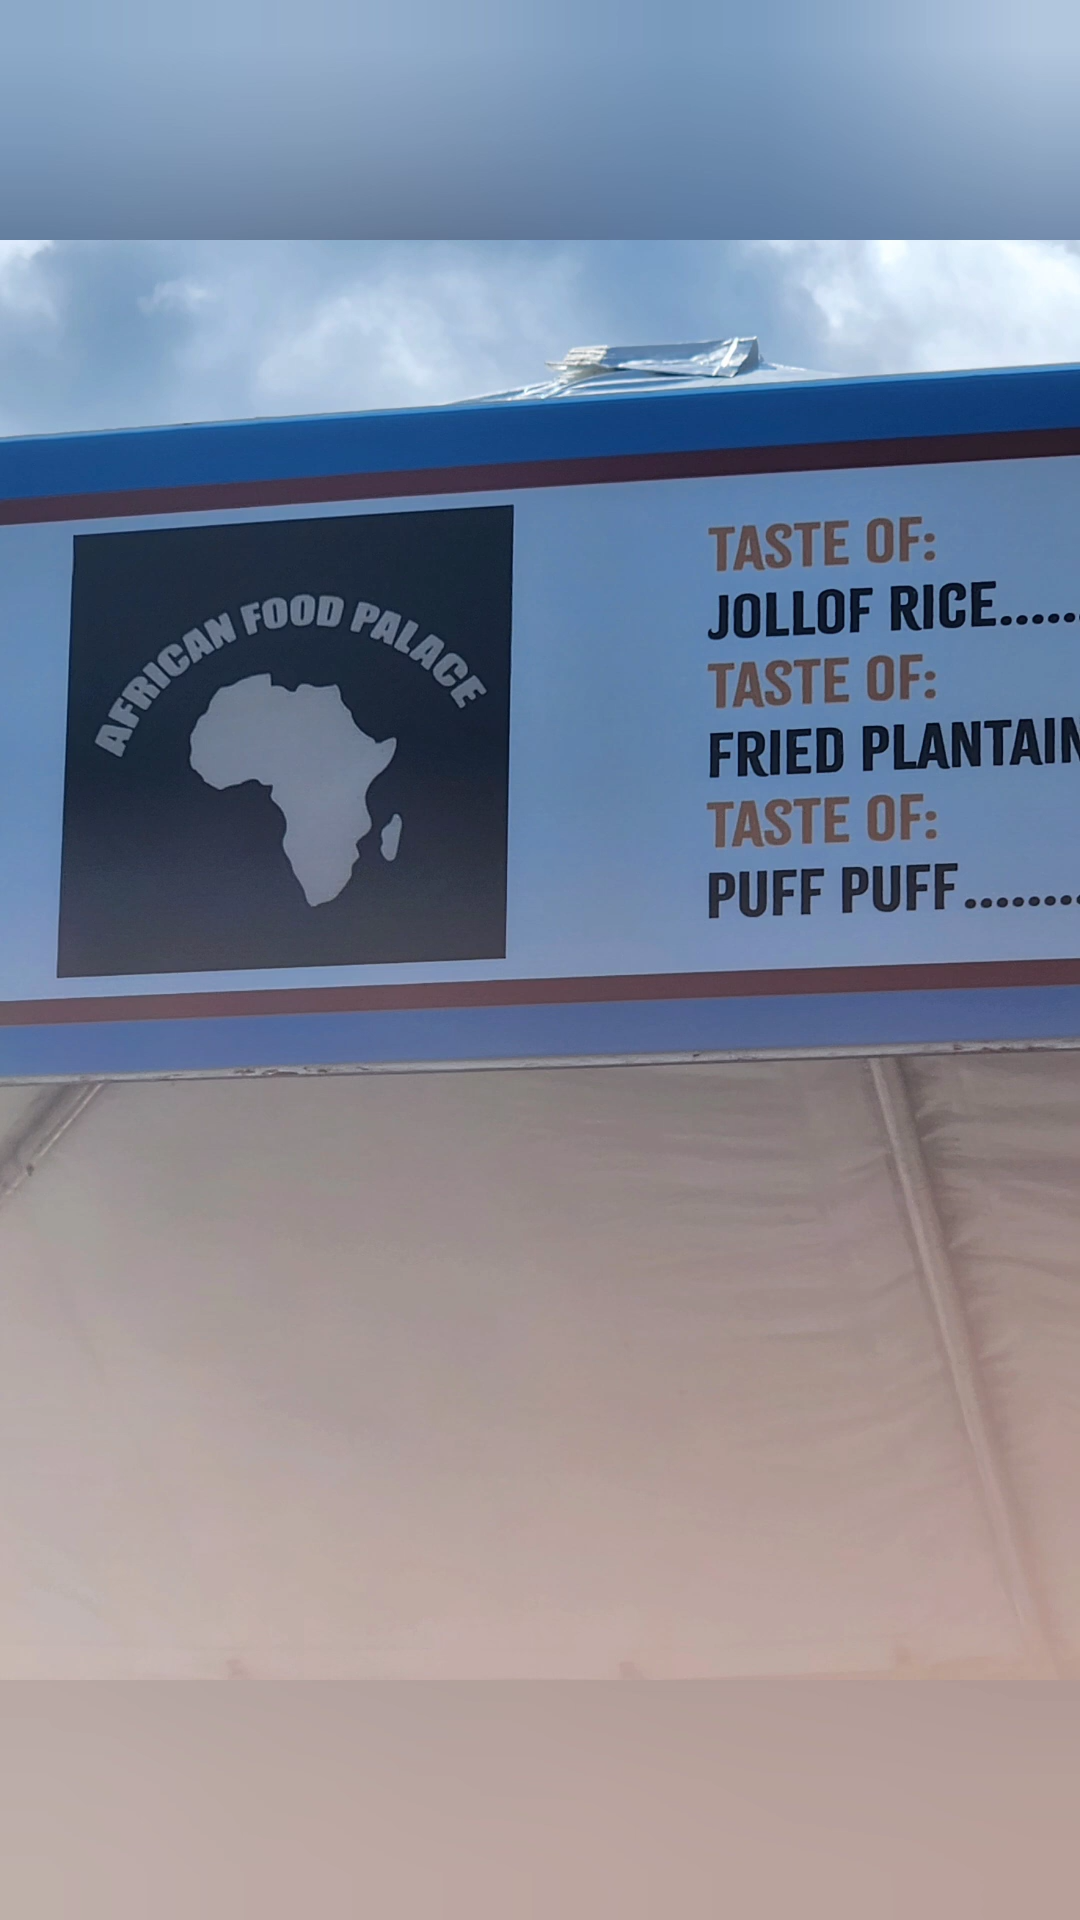 AFRICAN FOOD PALACE
TASTE OF:
JOLLOF RICE......
TASTE OF:
FRIED PLANTAIN
TASTE OF:
PUFF PUFF........